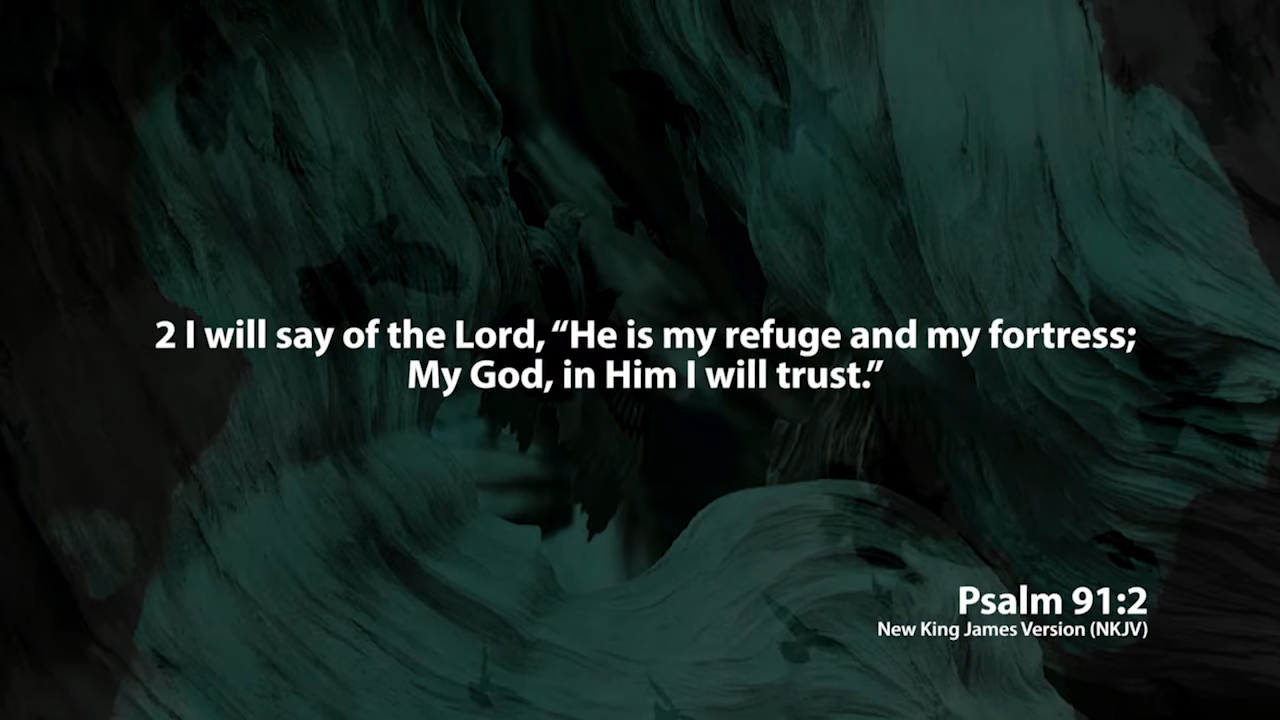 2 I will say of the Lord, “He is my refuge and my fortress;
My God, in Him I will trust.”
Psalm 91:2
New King James Version (NKJV)